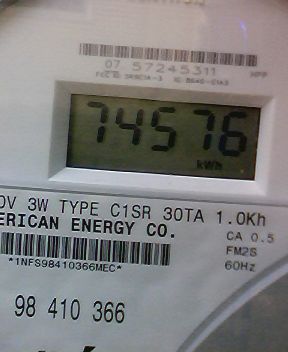 07 57245311 HPP
74576
kWh
0V 3W TYPE C1SR 30TA 1.0Kh
ERICAN ENERGY CO.
CA 0.5
*1NFS98410366MEC*
FM2S
60Hz
98 410 366